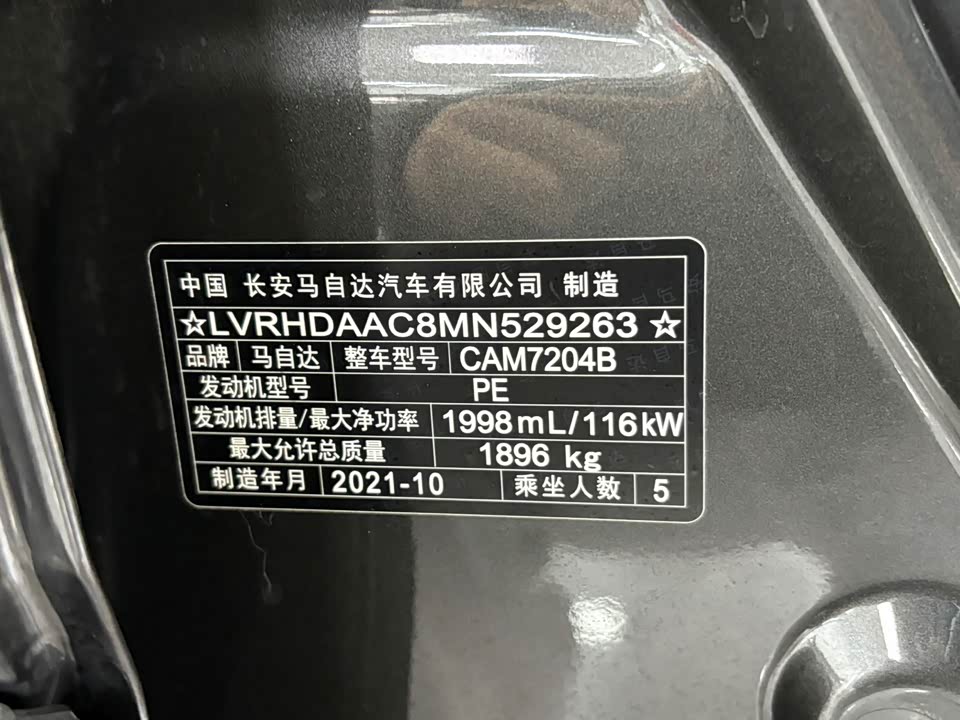 中国 长安马自达汽车有限公司 制造
☆LVRHDAAC8MN529263☆
品牌 马自达 整车型号 CAM7204B
发动机型号 PE
发动机排量/最大净功率 1998mL/116kW
最大允许总质量 1896 kg
制造年月 2021-10 乘坐人数 5